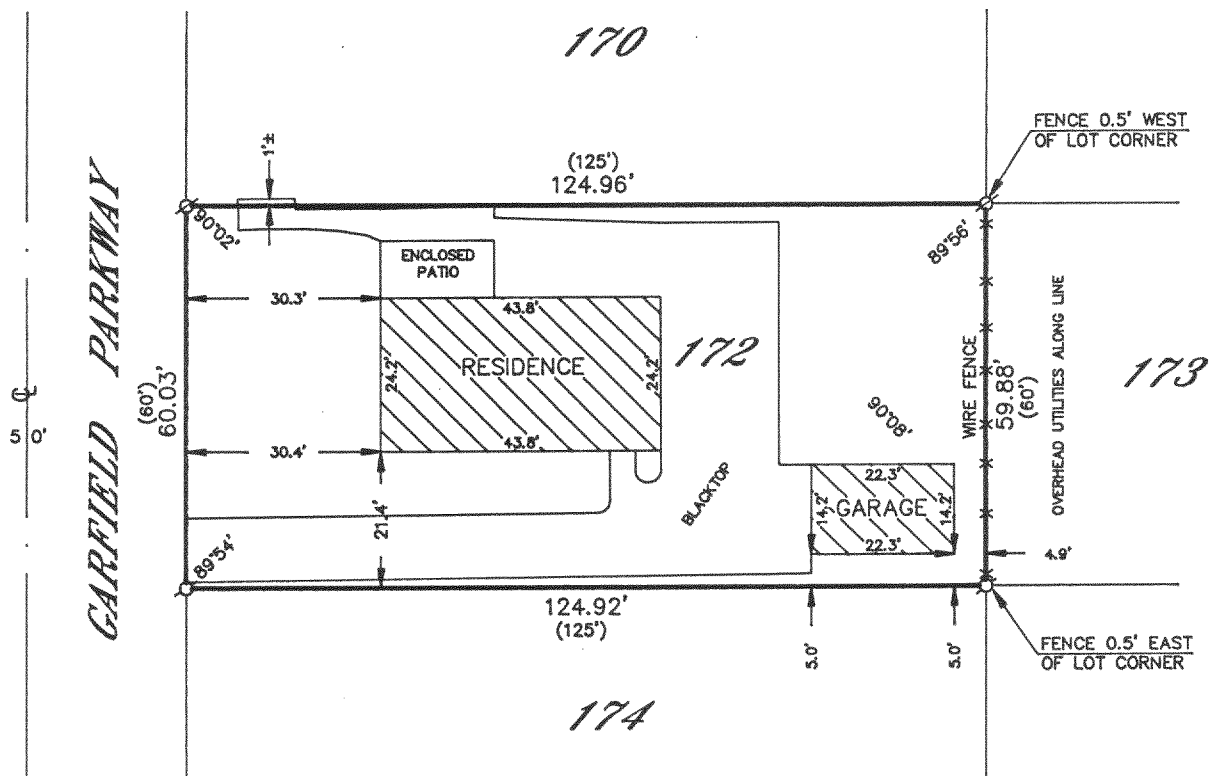 170
FENCE 0.5' WEST
OF LOT CORNER
1'±
(125')
124.96'
90°02'
89°56'
ENCLOSED
PATIO
30.3'
43.8'
GARFIELD PARKWAY
(60')
60.03'
24.2'
RESIDENCE
24.2'
172
WIRE FENCE
59.88'
(60')
OVERHEAD UTILITIES ALONG LINE
173
℄
50'
90°08'
30.4'
43.8'
21.4'
BLACKTOP
22.3'
14.2'
GARAGE
14.2'
22.3'
4.9'
89°54'
124.92'
(125')
5.0'
5.0'
FENCE 0.5' EAST
OF LOT CORNER
174